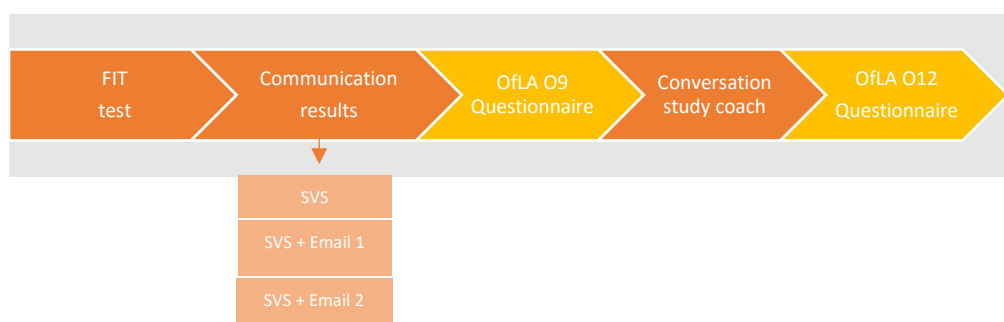 FIT
test
Communication
results
OfLA O9
Questionnaire
Conversation
study coach
OfLA O12
Questionnaire
SVS
SVS + Email 1
SVS + Email 2